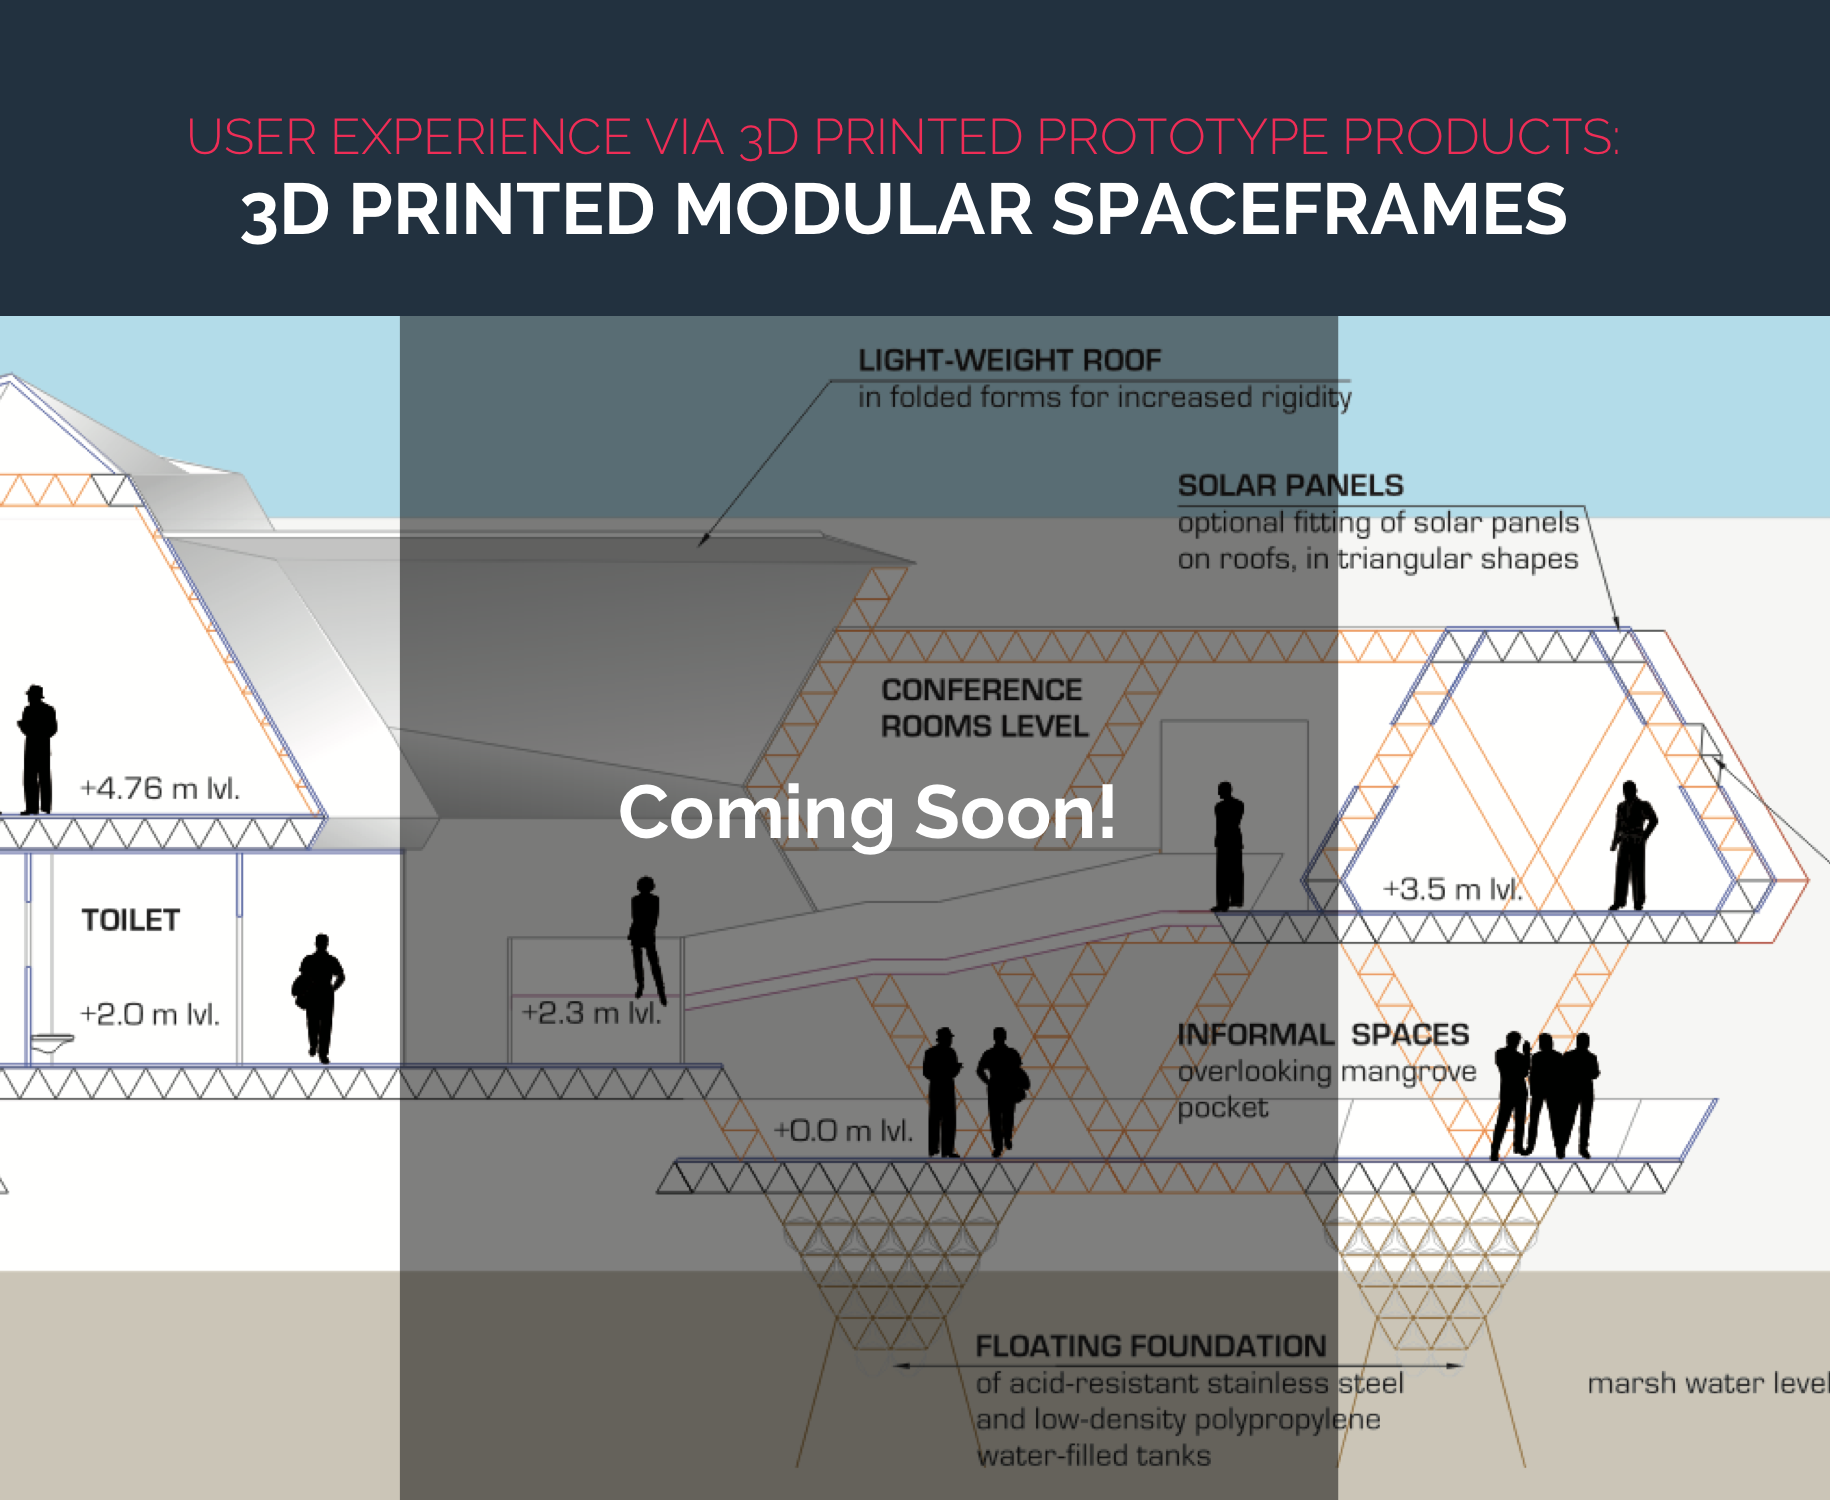 USER EXPERIENCE VIA 3D PRINTED PROTOTYPE PRODUCTS:
3D PRINTED MODULAR SPACEFRAMES
LIGHT-WEIGHT ROOF
in folded forms for increased rigidity
SOLAR PANELS
optional fitting of solar panels
on roofs, in triangular shapes
CONFERENCE
ROOMS LEVEL
+4.76 m lvl.
Coming Soon!
+3.5 m lvl.
TOILET
+2.0 m lvl.
+2.3 m lvl.
INFORMAL SPACES
overlooking mangrove
pocket
+0.0 m lvl.
FLOATING FOUNDATION
of acid-resistant stainless steel
and low-density polypropylene
water-filled tanks
marsh water level